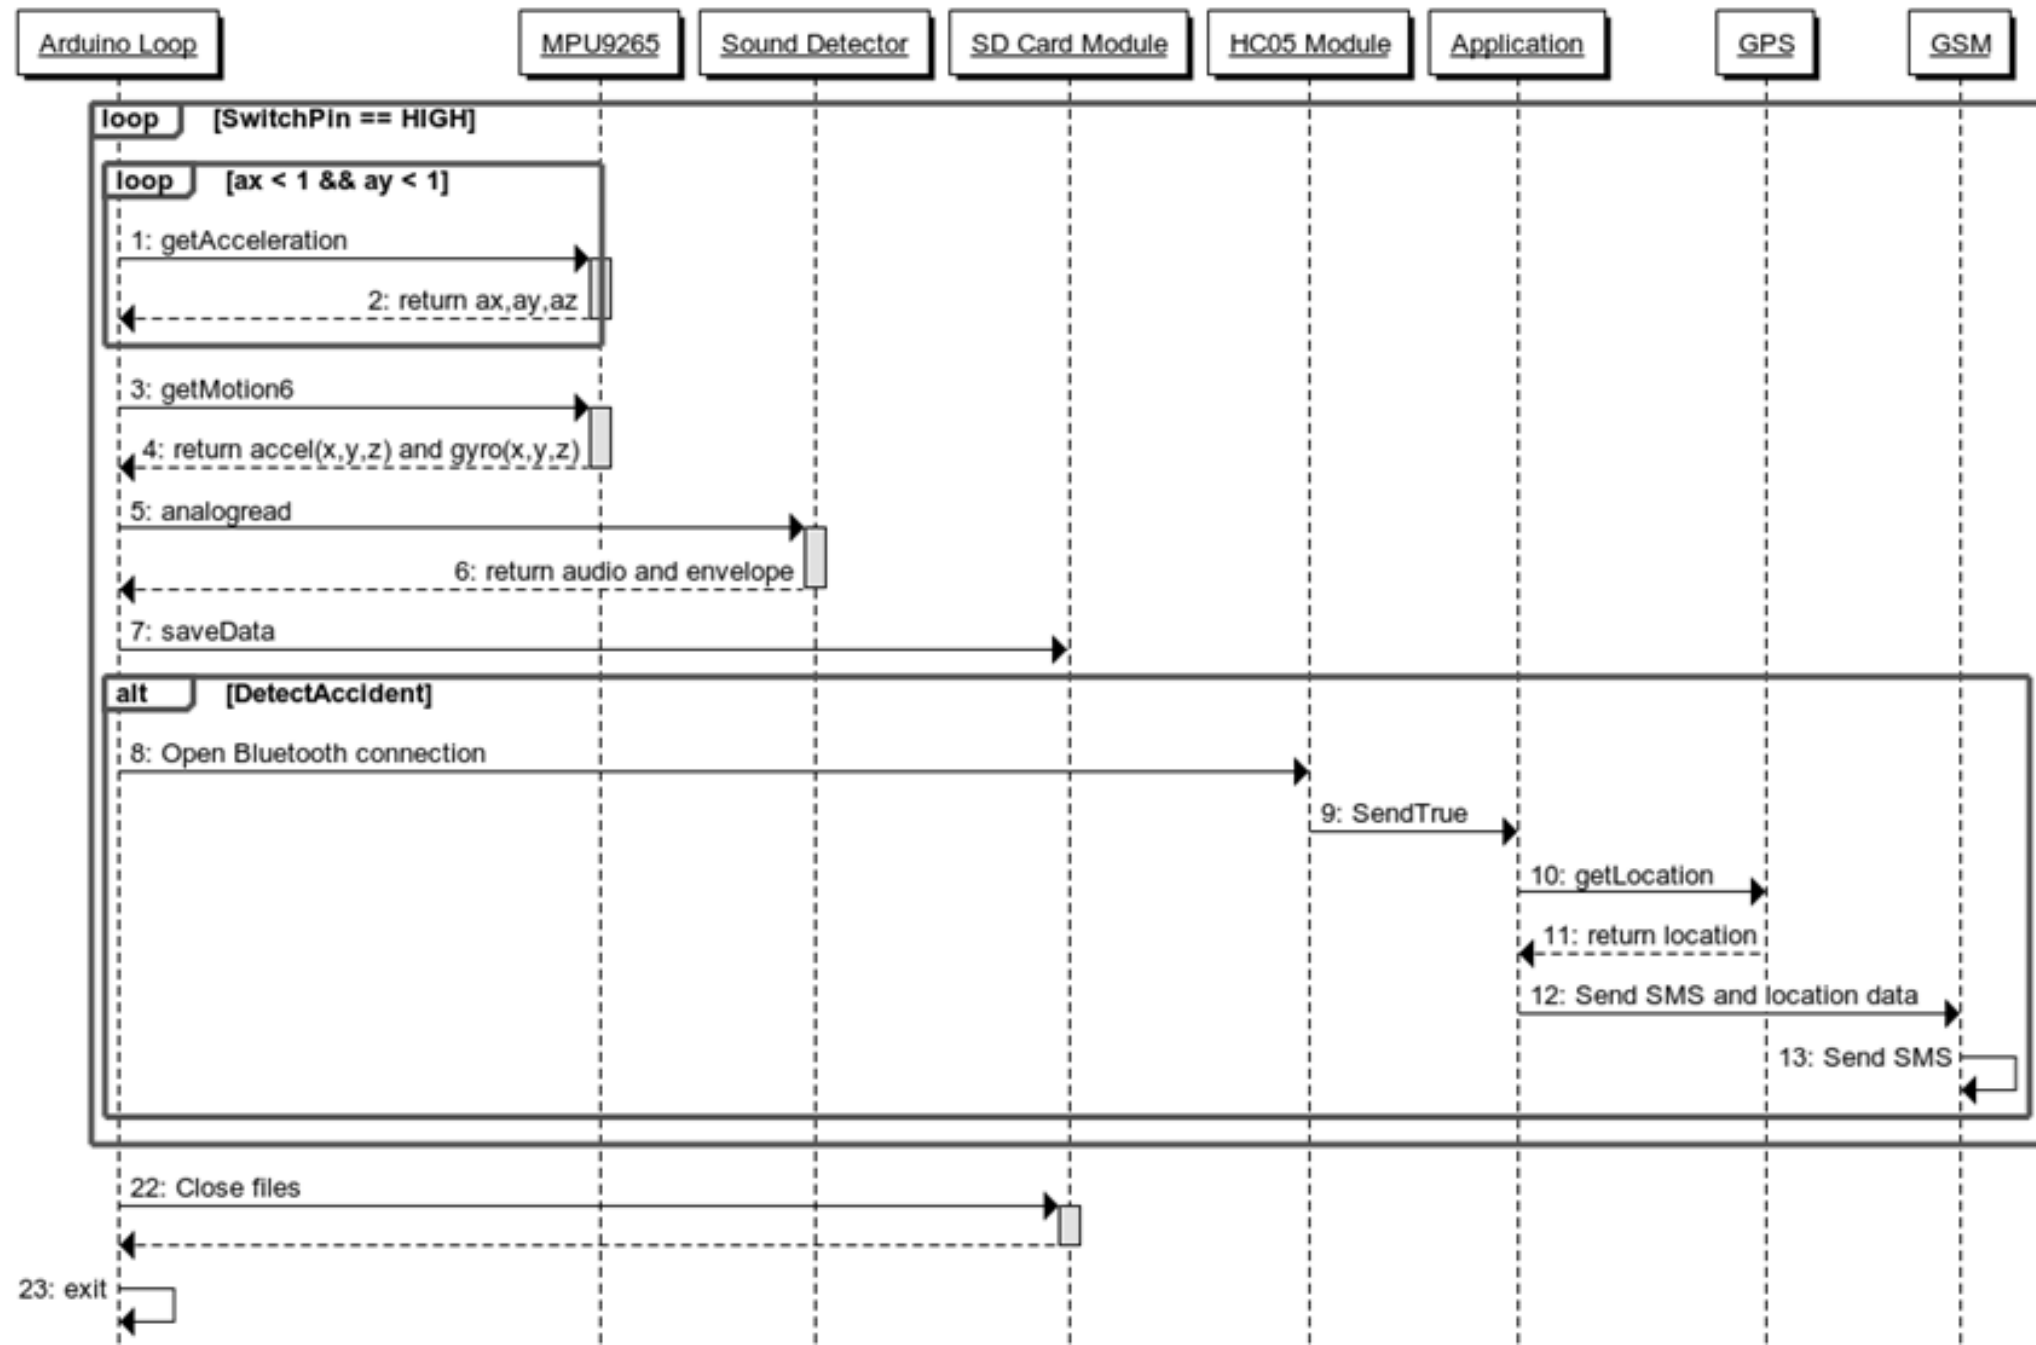 Arduino Loop
MPU9265
Sound Detector
SD Card Module
HC05 Module
Application
GPS
GSM
loop [SwitchPin == HIGH]
loop [ax < 1 && ay < 1]
1: getAcceleration
2: return ax,ay,az
3: getMotion6
4: return accel(x,y,z) and gyro(x,y,z)
5: analogread
6: return audio and envelope
7: saveData
alt [DetectAccident]
8: Open Bluetooth connection
9: SendTrue
10: getLocation
11: return location
12: Send SMS and location data
13: Send SMS
22: Close files
23: exit